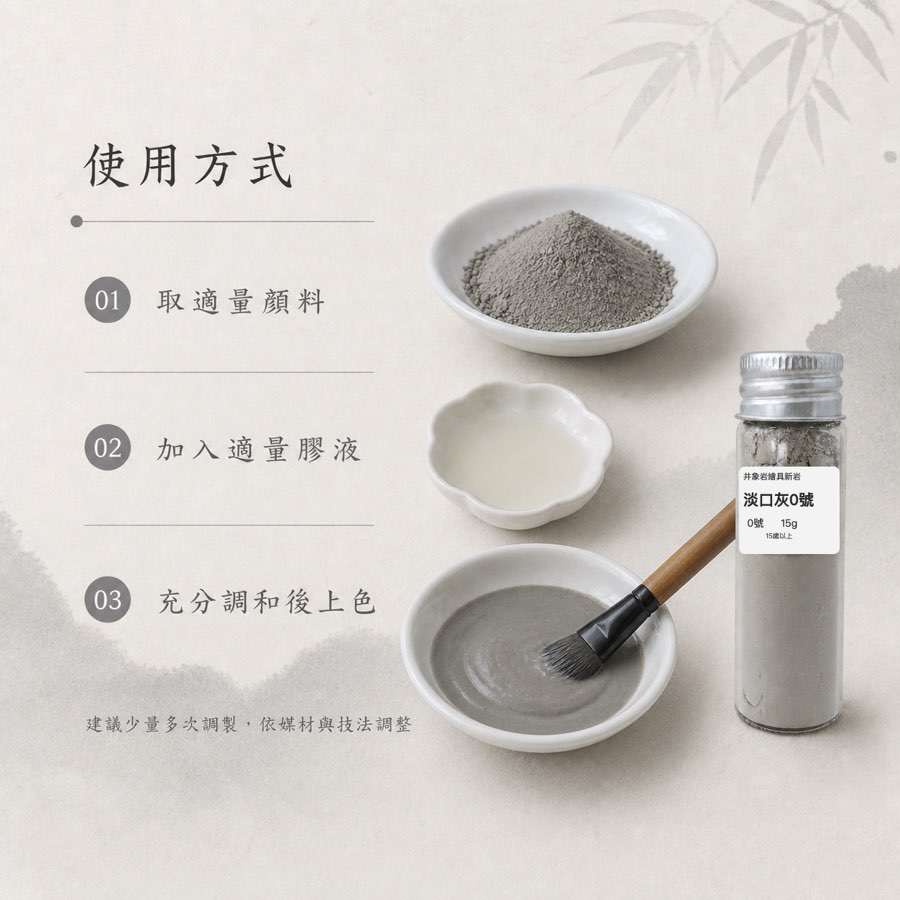 使用方式
01 取適量顏料
02 加入適量膠液
03 充分調和後上色
建議少量多次調製，依媒材與技法調整
井象岩繪具新岩
淡口灰0號
0號 15g
15歲以上